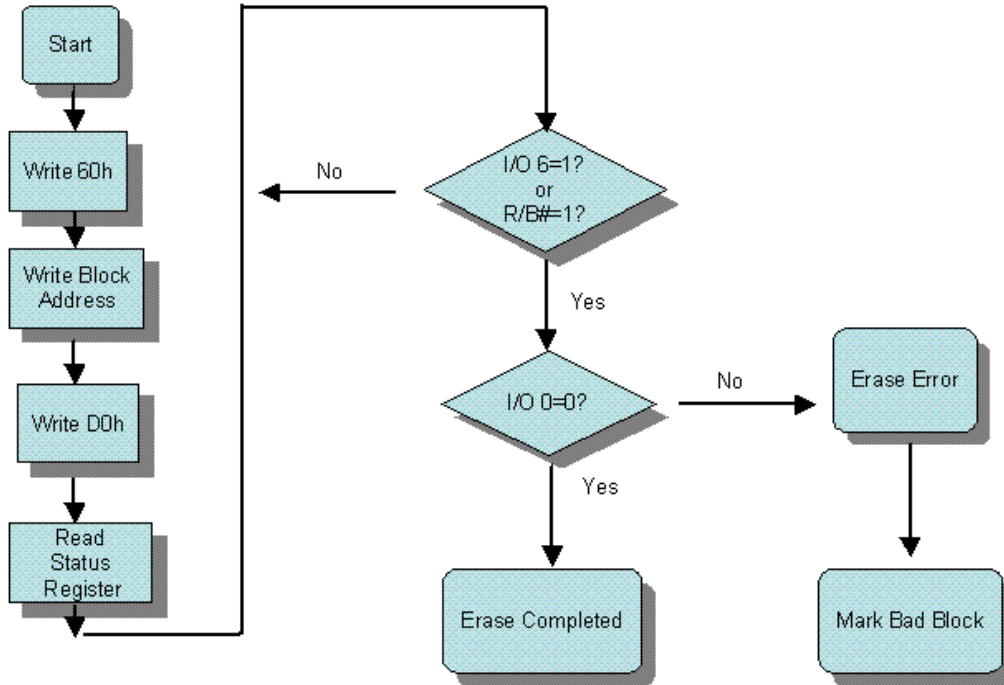 Start
Write 60h
Write Block
Address
Write D0h
Read
Status
Register
I/O 6=1?
or
R/B#=1?
No
Yes
I/O 0=0?
No
Yes
Erase Error
Erase Completed
Mark Bad Block